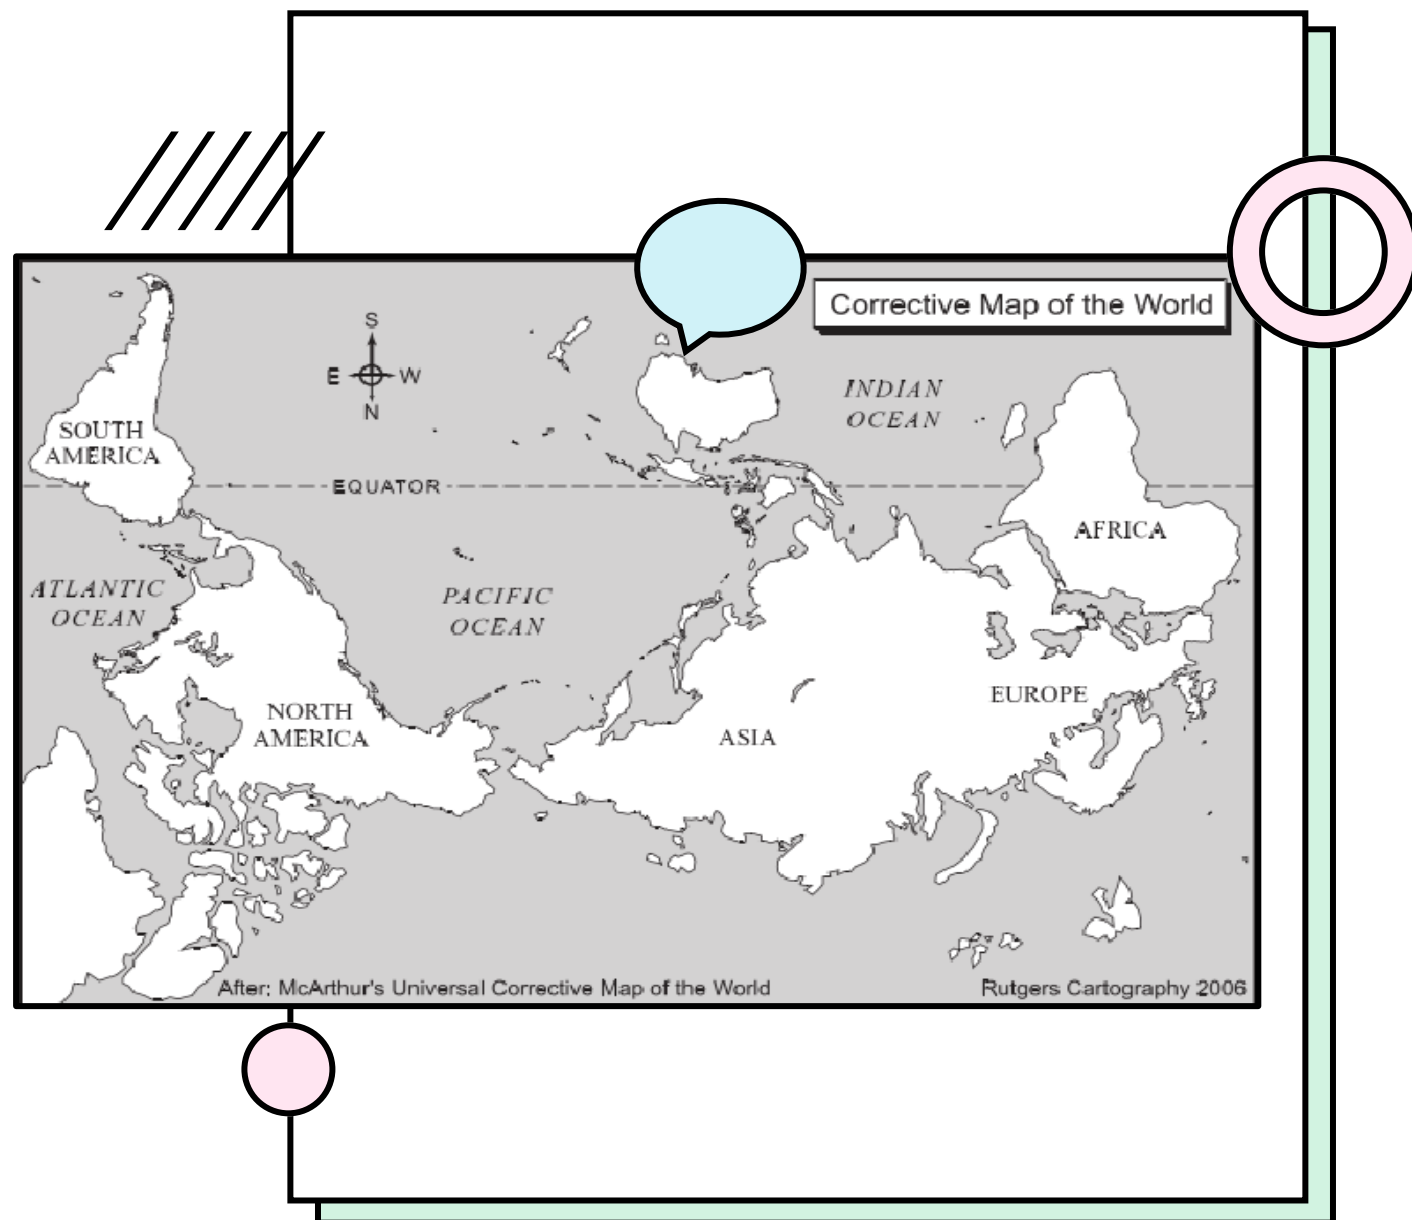 Corrective Map of the World
S
E W
N
INDIAN
OCEAN
SOUTH
AMERICA
EQUATOR
AFRICA
ATLANTIC
OCEAN
PACIFIC
OCEAN
EUROPE
NORTH
AMERICA
ASIA
After: McArthur's Universal Corrective Map of the World
Rutgers Cartography 2006